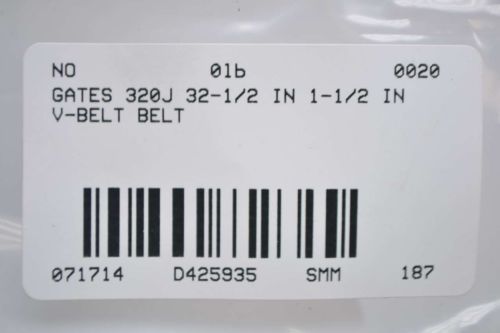 NO 01b 0020
GATES 320J 32-1/2 IN 1-1/2 IN
V-BELT BELT
071714 D425935 SMM 187